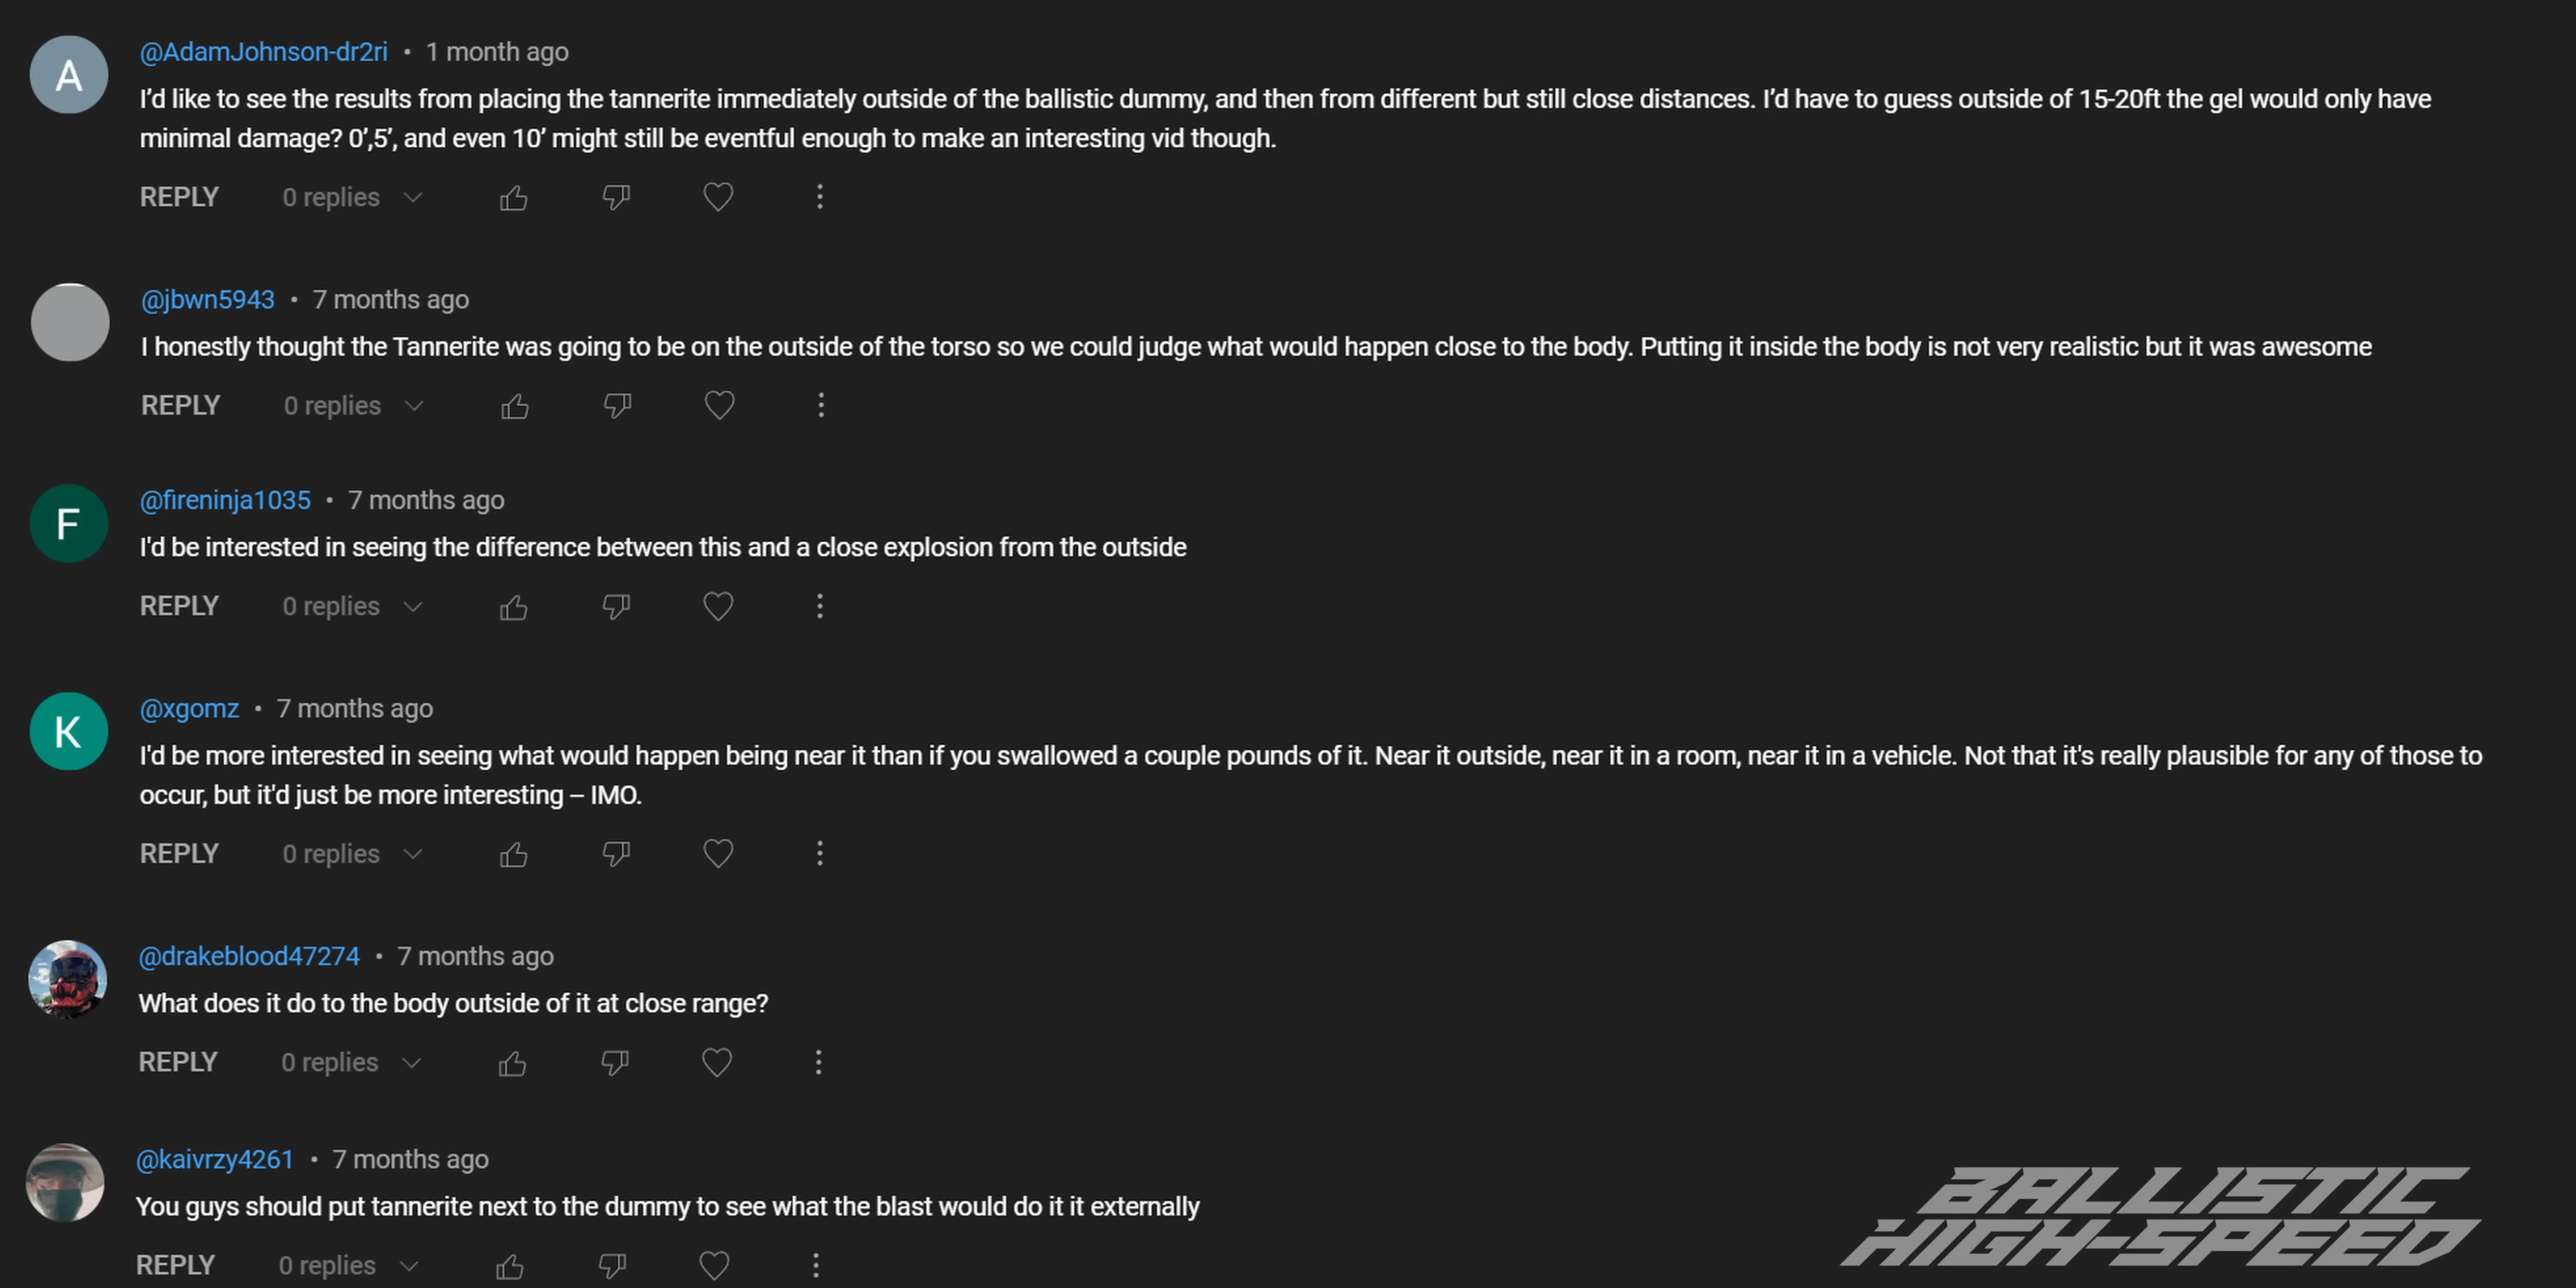 A
@AdamJohnson-dr2ri • 1 month ago
I’d like to see the results from placing the tannerite immediately outside of the ballistic dummy, and then from different but still close distances. I’d have to guess outside of 15-20ft the gel would only have
minimal damage? 0’,5’, and even 10’ might still be eventful enough to make an interesting vid though.
REPLY 0 replies
@jbwn5943 • 7 months ago
I honestly thought the Tannerite was going to be on the outside of the torso so we could judge what would happen close to the body. Putting it inside the body is not very realistic but it was awesome
REPLY 0 replies
F
@fireninja1035 • 7 months ago
I'd be interested in seeing the difference between this and a close explosion from the outside
REPLY 0 replies
K
@xgomz • 7 months ago
I'd be more interested in seeing what would happen being near it than if you swallowed a couple pounds of it. Near it outside, near it in a room, near it in a vehicle. Not that it's really plausible for any of those to
occur, but it'd just be more interesting – IMO.
REPLY 0 replies
@drakeblood47274 • 7 months ago
What does it do to the body outside of it at close range?
REPLY 0 replies
@kaivrzy4261 • 7 months ago
You guys should put tannerite next to the dummy to see what the blast would do it it externally
REPLY 0 replies
BALLISTIC
HIGH-SPEED